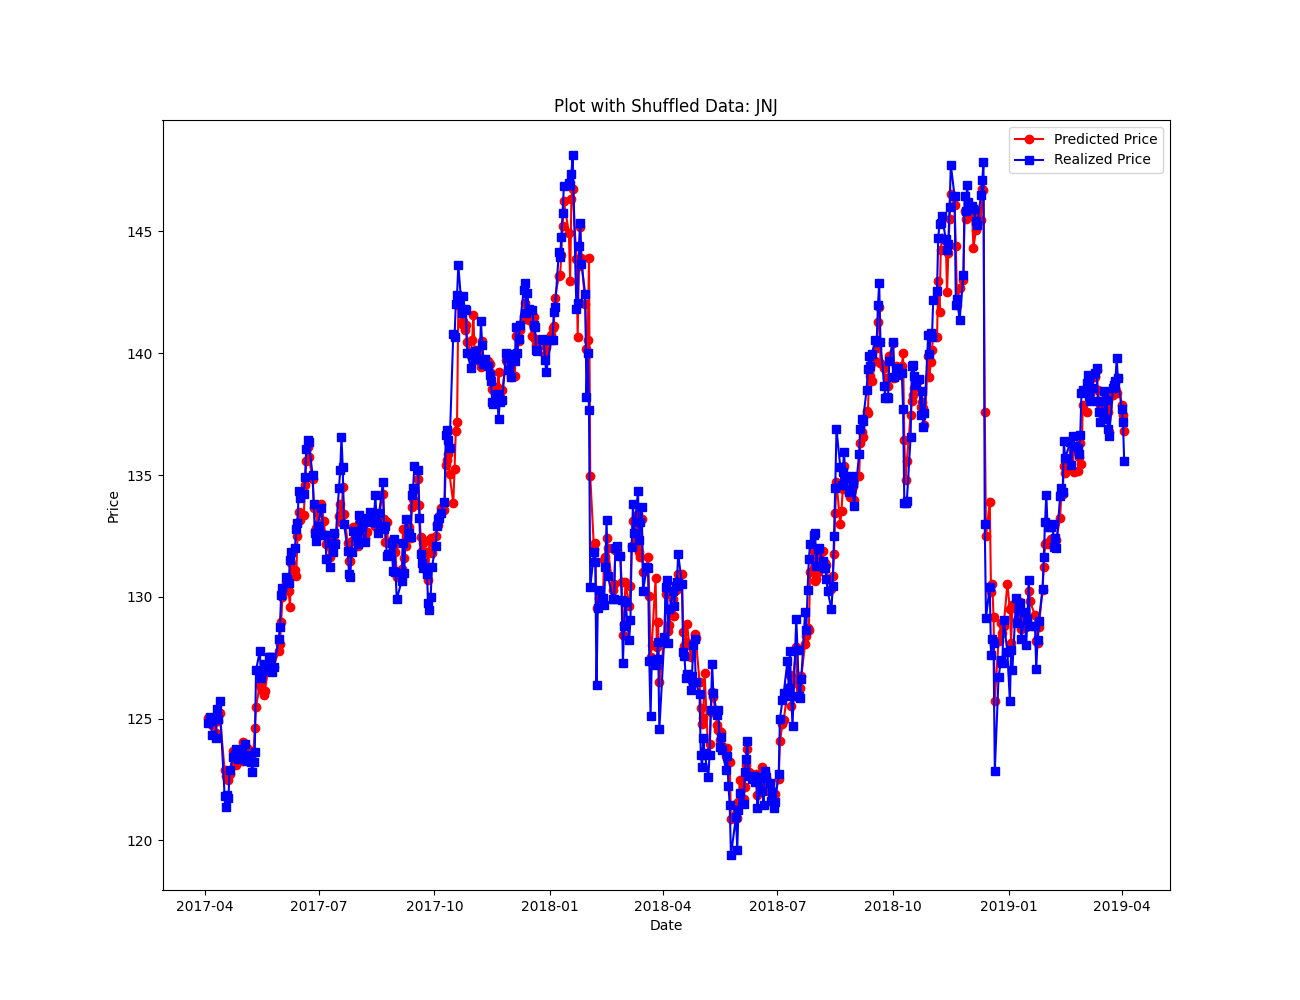 Plot with Shuffled Data: JNJ
Predicted Price
Realized Price
Price
145
140
135
130
125
120
2017-04 2017-07 2017-10 2018-01 2018-04 2018-07 2018-10 2019-01 2019-04
Date